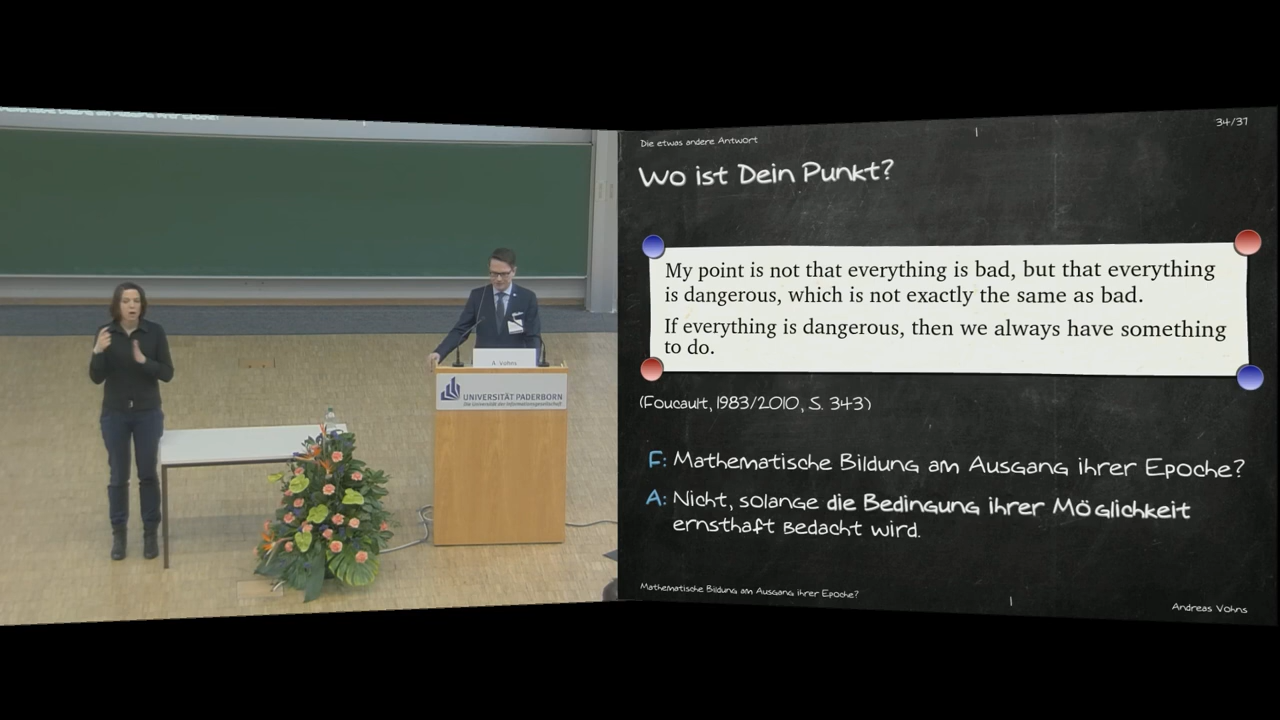 A. Vohns
UNIVERSITÄT PADERBORN
Die Universität der Informationsgesellschaft
Die etwas andere Antwort
34/37
Wo ist Dein Punkt?
My point is not that everything is bad, but that everything
is dangerous, which is not exactly the same as bad.
If everything is dangerous, then we always have something
to do.
(Foucault, 1983/2010, S. 343)
F: Mathematische Bildung am Ausgang ihrer Epoche?
A: Nicht, solange die Bedingung ihrer Möglichkeit
ernsthaft bedacht wird.
Mathematische Bildung am Ausgang ihrer Epoche?
Andreas Vohns